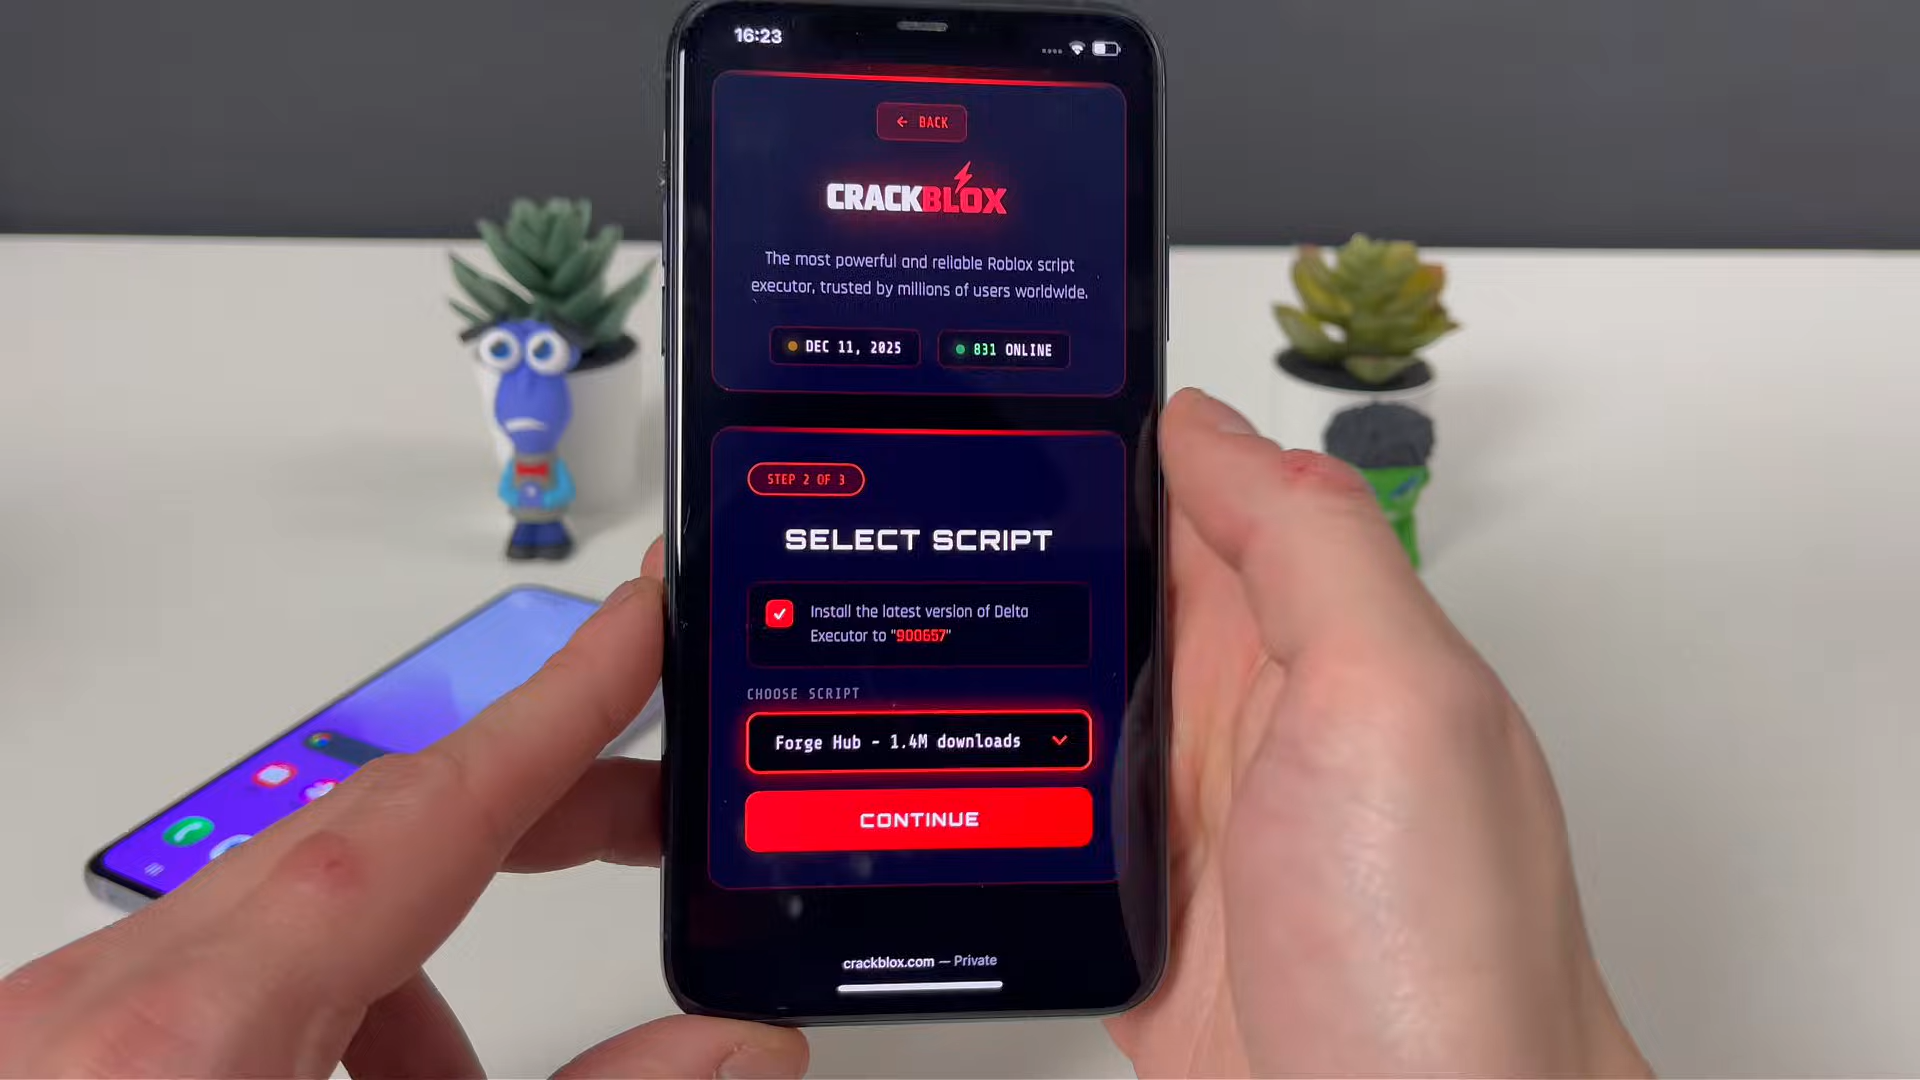 16:23
← BACK
CRACKBLOX
The most powerful and reliable Roblox script
executor, trusted by millions of users worldwide.
DEC 11, 2025
831 ONLINE
STEP 2 OF 3
SELECT SCRIPT
Install the latest version of Delta
Executor to "900657"
CHOOSE SCRIPT
Forge Hub - 1.4M downloads
CONTINUE
crackblox.com — Private